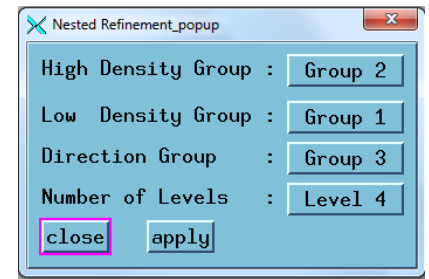 Nested Refinement_popup
High Density Group : Group 2
Low  Density Group : Group 1
Direction Group    : Group 3
Number of Levels   : Level 4
close apply